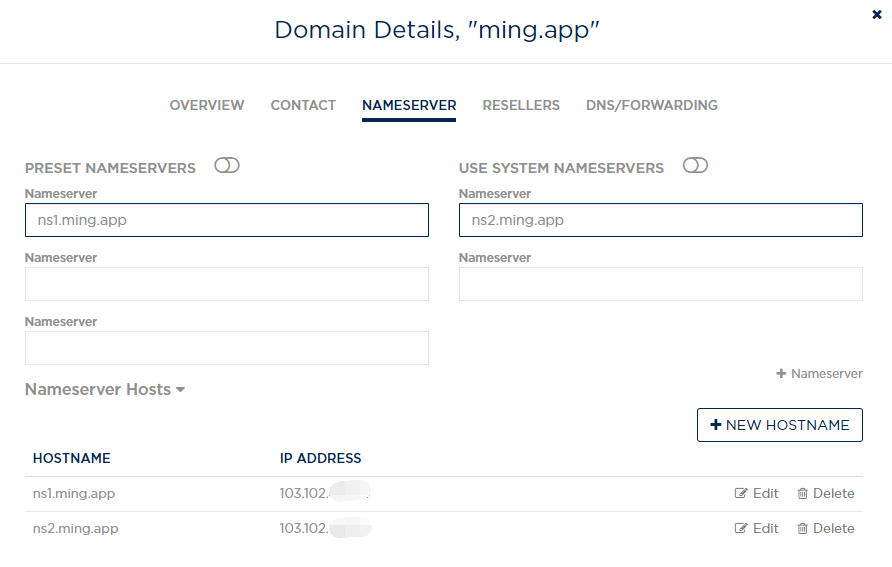 Domain Details, "ming.app"
OVERVIEW CONTACT NAMESERVER RESELLERS DNS/FORWARDING
PRESET NAMESERVERS USE SYSTEM NAMESERVERS
Nameserver Nameserver
ns1.ming.app ns2.ming.app
Nameserver Nameserver
Nameserver
+ Nameserver
Nameserver Hosts
+ NEW HOSTNAME
HOSTNAME IP ADDRESS
ns1.ming.app 103.102. Edit Delete
ns2.ming.app 103.102. Edit Delete